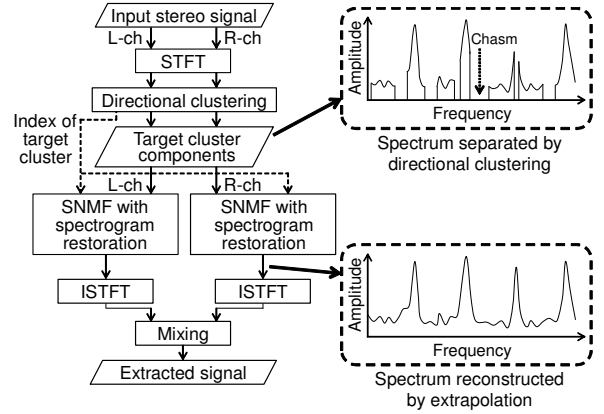 Input stereo signal
L-ch
R-ch
STFT
Directional clustering
Index of
target
cluster
Target cluster
components
L-ch
R-ch
SNMF with
spectrogram
restoration
SNMF with
spectrogram
restoration
ISTFT
ISTFT
Mixing
Extracted signal
Amplitude
Chasm
Frequency
Spectrum separated by
directional clustering
Amplitude
Frequency
Spectrum reconstructed
by extrapolation